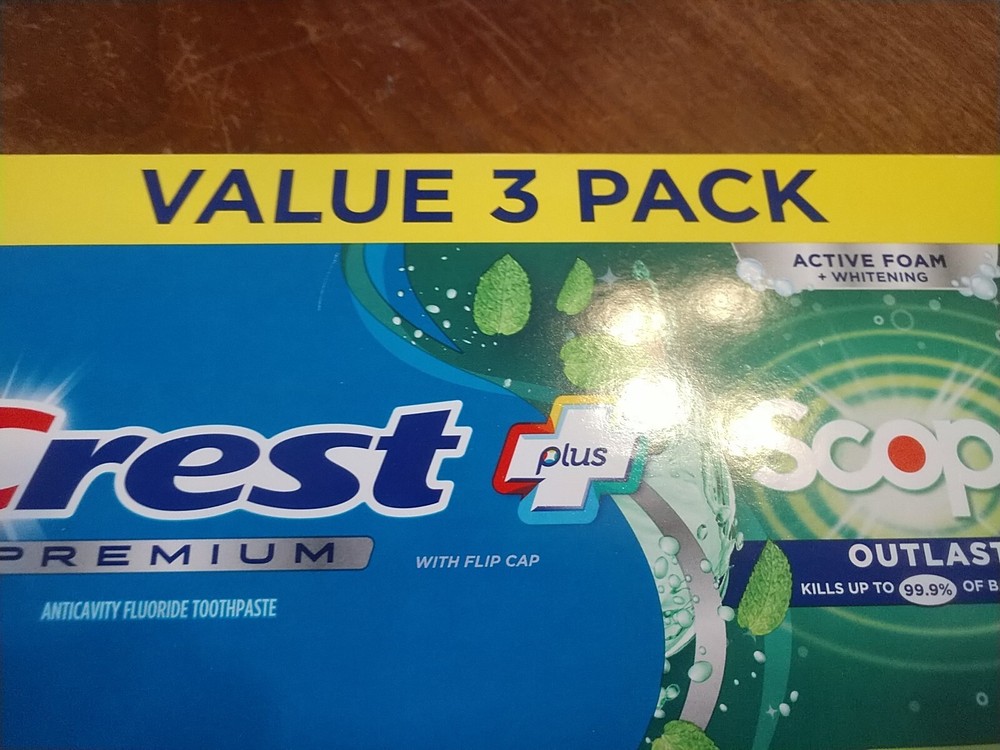 VALUE 3 PACK
ACTIVE FOAM
+ WHITENING
Crest
plus
Scop
PREMIUM
WITH FLIP CAP
OUTLAST
KILLS UP TO 99.9% OF B
ANTICAVITY FLUORIDE TOOTHPASTE